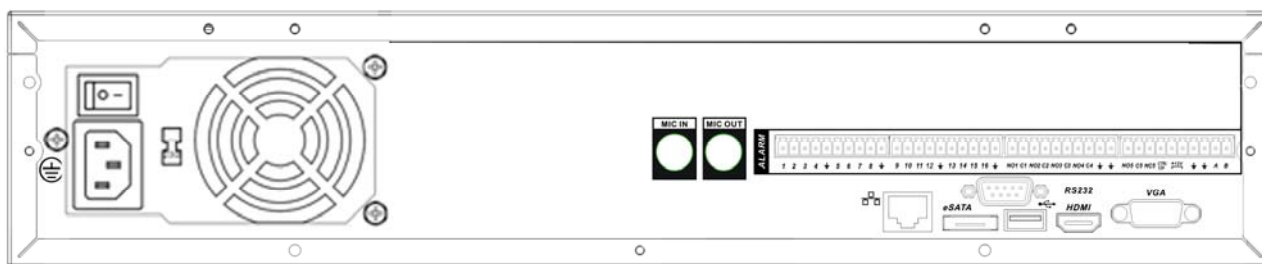 MIC IN
MIC OUT
ALARM
1 2 3 4 5 6 7 8 9 10 11 12 13 14 15 16 NO1 C1 NO2 C2 NO3 C3 NO4 C4 NO5 C5 NC5 A B
RS232
VGA
eSATA
HDMI